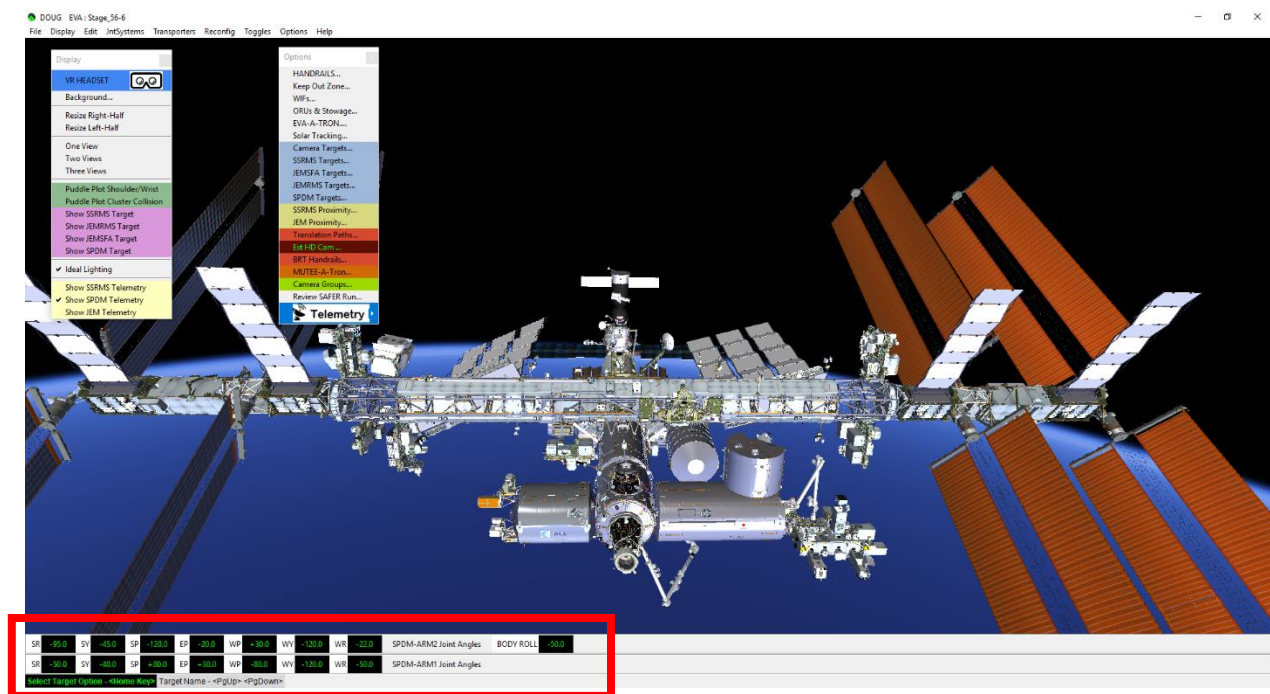 DOUG EVA : Stage_56-6
File Display Edit JntSystems Transporters Reconfig Toggles Options Help
Display
VR HEADSET
Background...
Resize Right-Half
Resize Left-Half
One View
Two Views
Three Views
Puddle Plot Shoulder/Wrist
Puddle Plot Cluster Collision
Show SSRMS Target
Show JEMRMS Target
Show JEMSFA Target
Show SPDM Target
✓ Ideal Lighting
Show SSRMS Telemetry
✓ Show SPDM Telemetry
Show JEM Telemetry
Options
HANDRAILS...
Keep Out Zone...
WIFs...
ORUs & Stowage...
EVA-A-TRON....
Solar Tracking...
Camera Targets...
SSRMS Targets...
JEMSFA Targets...
JEMRMS Targets...
SPDM Targets...
SSRMS Proximity...
JEM Proximity...
Translation Paths...
Ext HD Cam ...
BRT Handrails...
MUTEE-A-Tron...
Camera Groups...
Review SAFER Run...
Telemetry
SR -95.0 SY -45.0 SP -120.0 EP -20.0 WP +30.0 WY -120.0 WR -22.0 SPDM-ARM2 Joint Angles BODY ROLL -50.0
SR -50.0 SY -40.0 SP +80.0 EP +30.0 WP -80.0 WY -120.0 WR -50.0 SPDM-ARM1 Joint Angles
Select Target Option - <Home Key> Target Name - <PgUp> <PgDown>